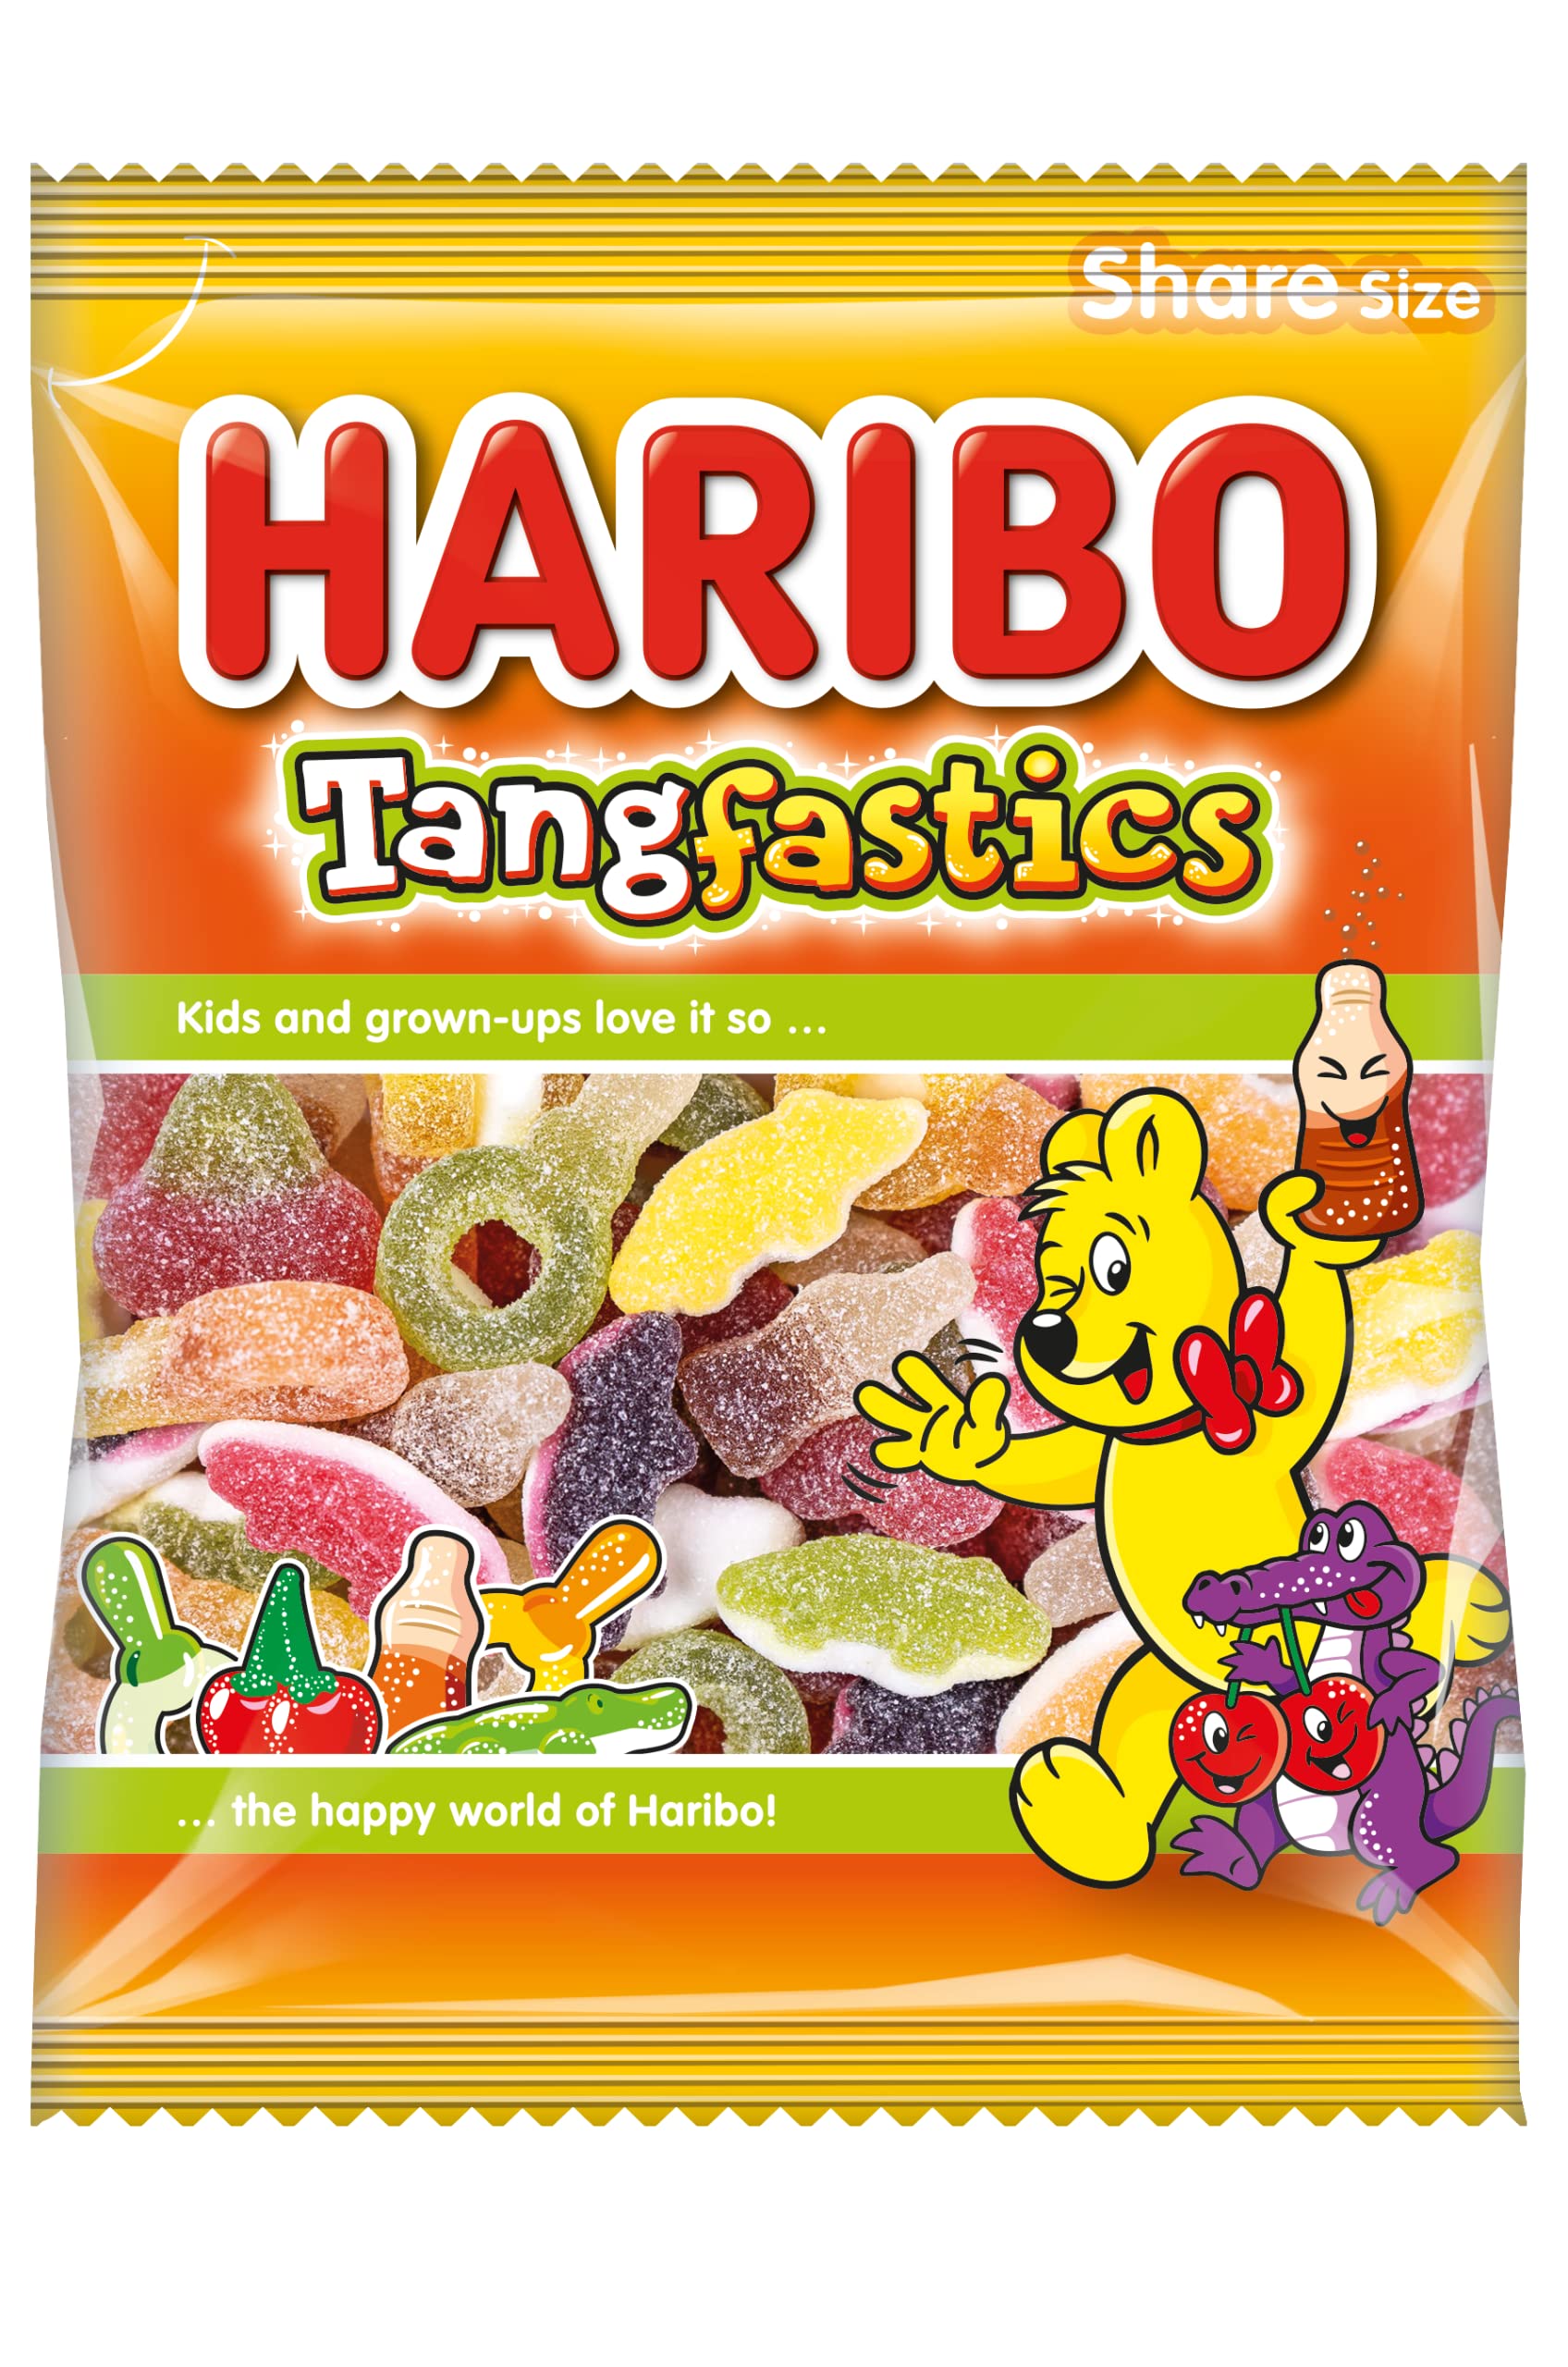 Share Size
HARIBO
Tangfastics
Kids and grown-ups love it so ...
... the happy world of Haribo!